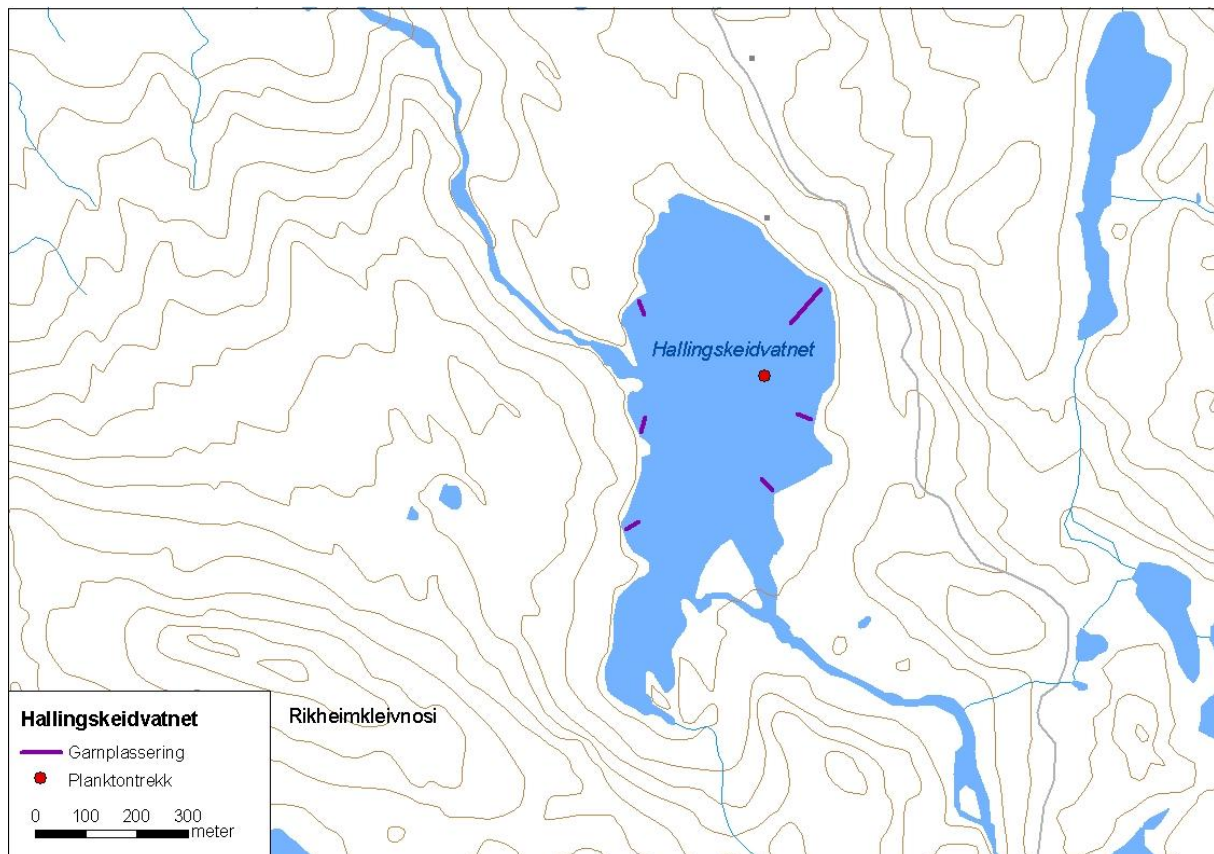 Hallingskeidvatnet
Rikheimkleivnosi
Hallingskeidvatnet
Garnplassering
Planktontrekk
0 100 200 300
meter